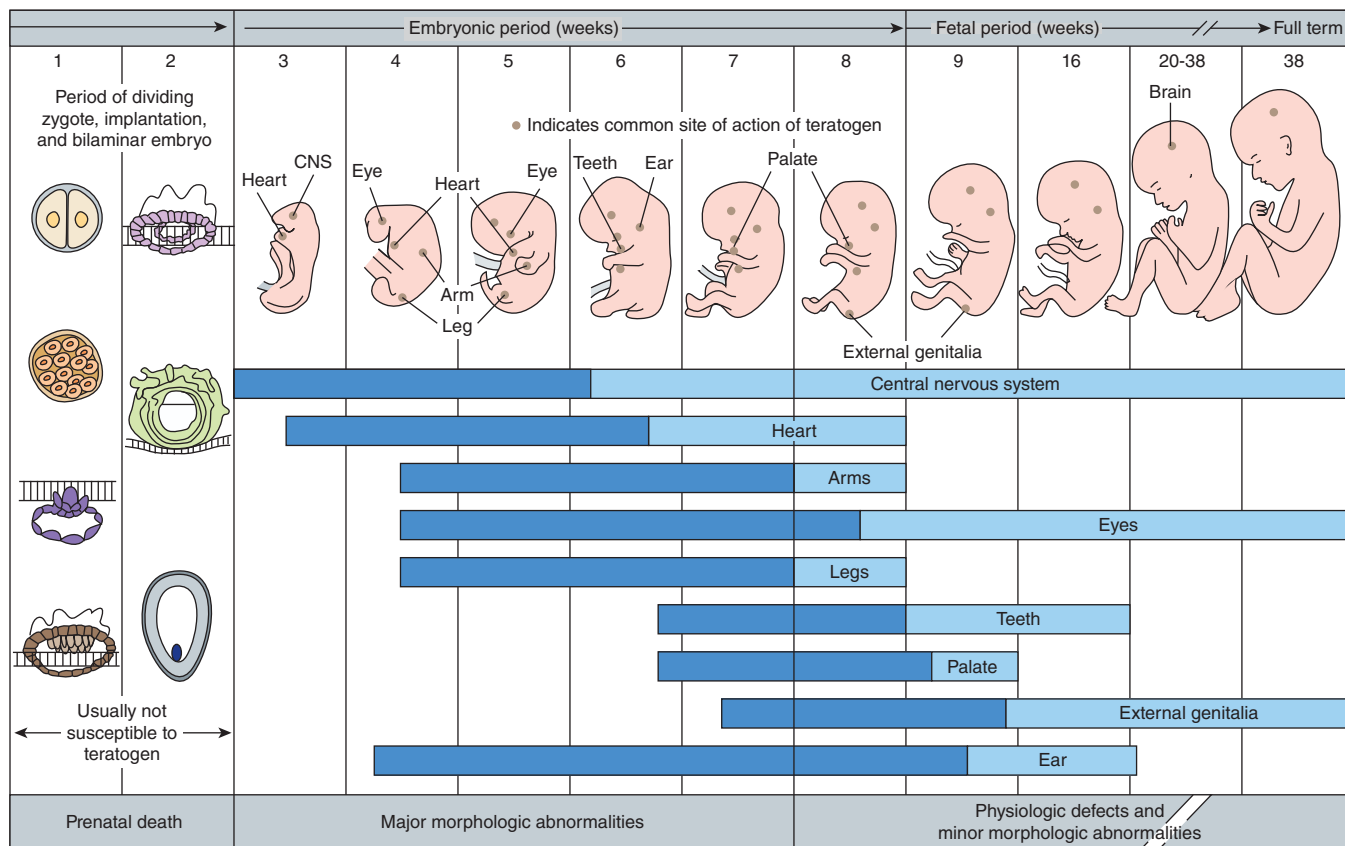 Embryonic period (weeks)
Fetal period (weeks)
Full term
1
2
3
4
5
6
7
8
9
16
20-38
38
Period of dividing
zygote, implantation,
and bilaminar embryo
Indicates common site of action of teratogen
Brain
CNS
Heart
Eye
Heart
Eye
Teeth
Ear
Palate
Arm
Leg
External genitalia
Central nervous system
Heart
Arms
Eyes
Legs
Teeth
Palate
External genitalia
Ear
Usually not
susceptible to
teratogen
Prenatal death
Major morphologic abnormalities
Physiologic defects and
minor morphologic abnormalities